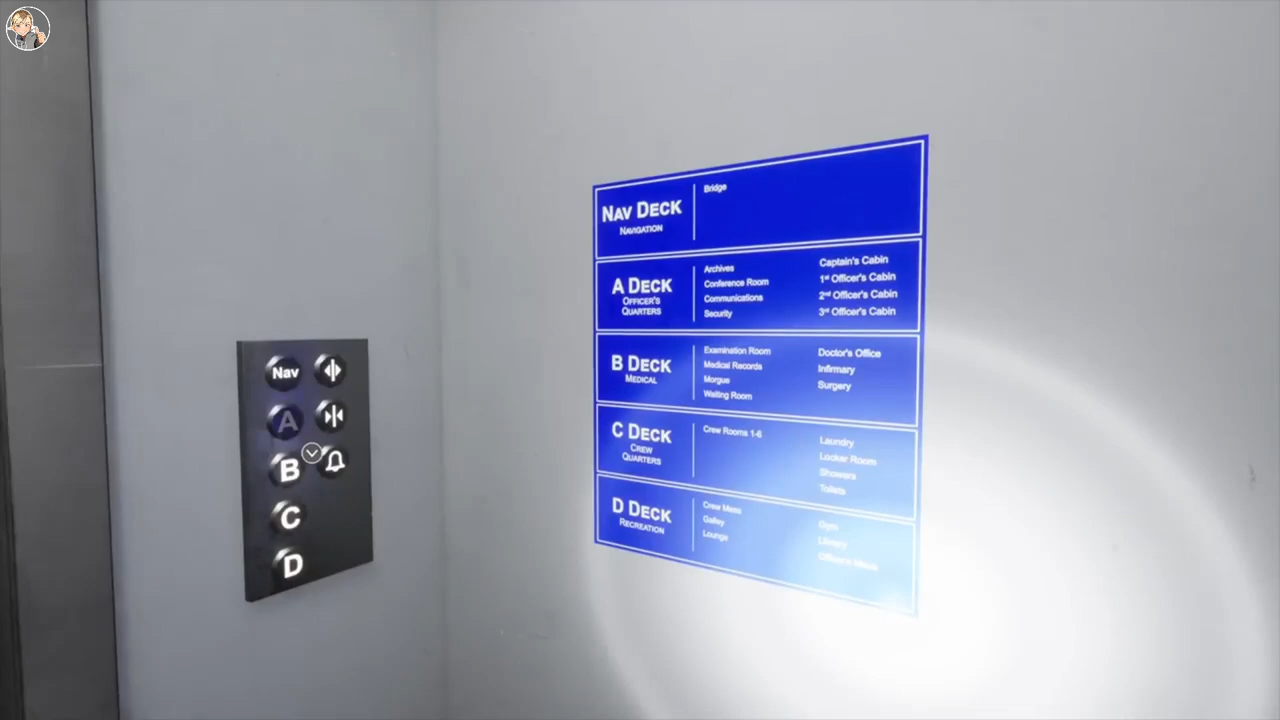 Nav
A
B
C
D
NAV DECK
NAVIGATION
Bridge
A DECK
OFFICER'S
QUARTERS
Archives
Conference Room
Communications
Security
Captain's Cabin
1st Officer's Cabin
2nd Officer's Cabin
3rd Officer's Cabin
B DECK
MEDICAL
Examination Room
Medical Records
Morgue
Waiting Room
Doctor's Office
Infirmary
Surgery
C DECK
CREW
QUARTERS
Crew Rooms 1-6
Laundry
Locker Room
Showers
Toilets
D DECK
RECREATION
Crew Mess
Galley
Lounge
Gym
Library
Officer's Mess